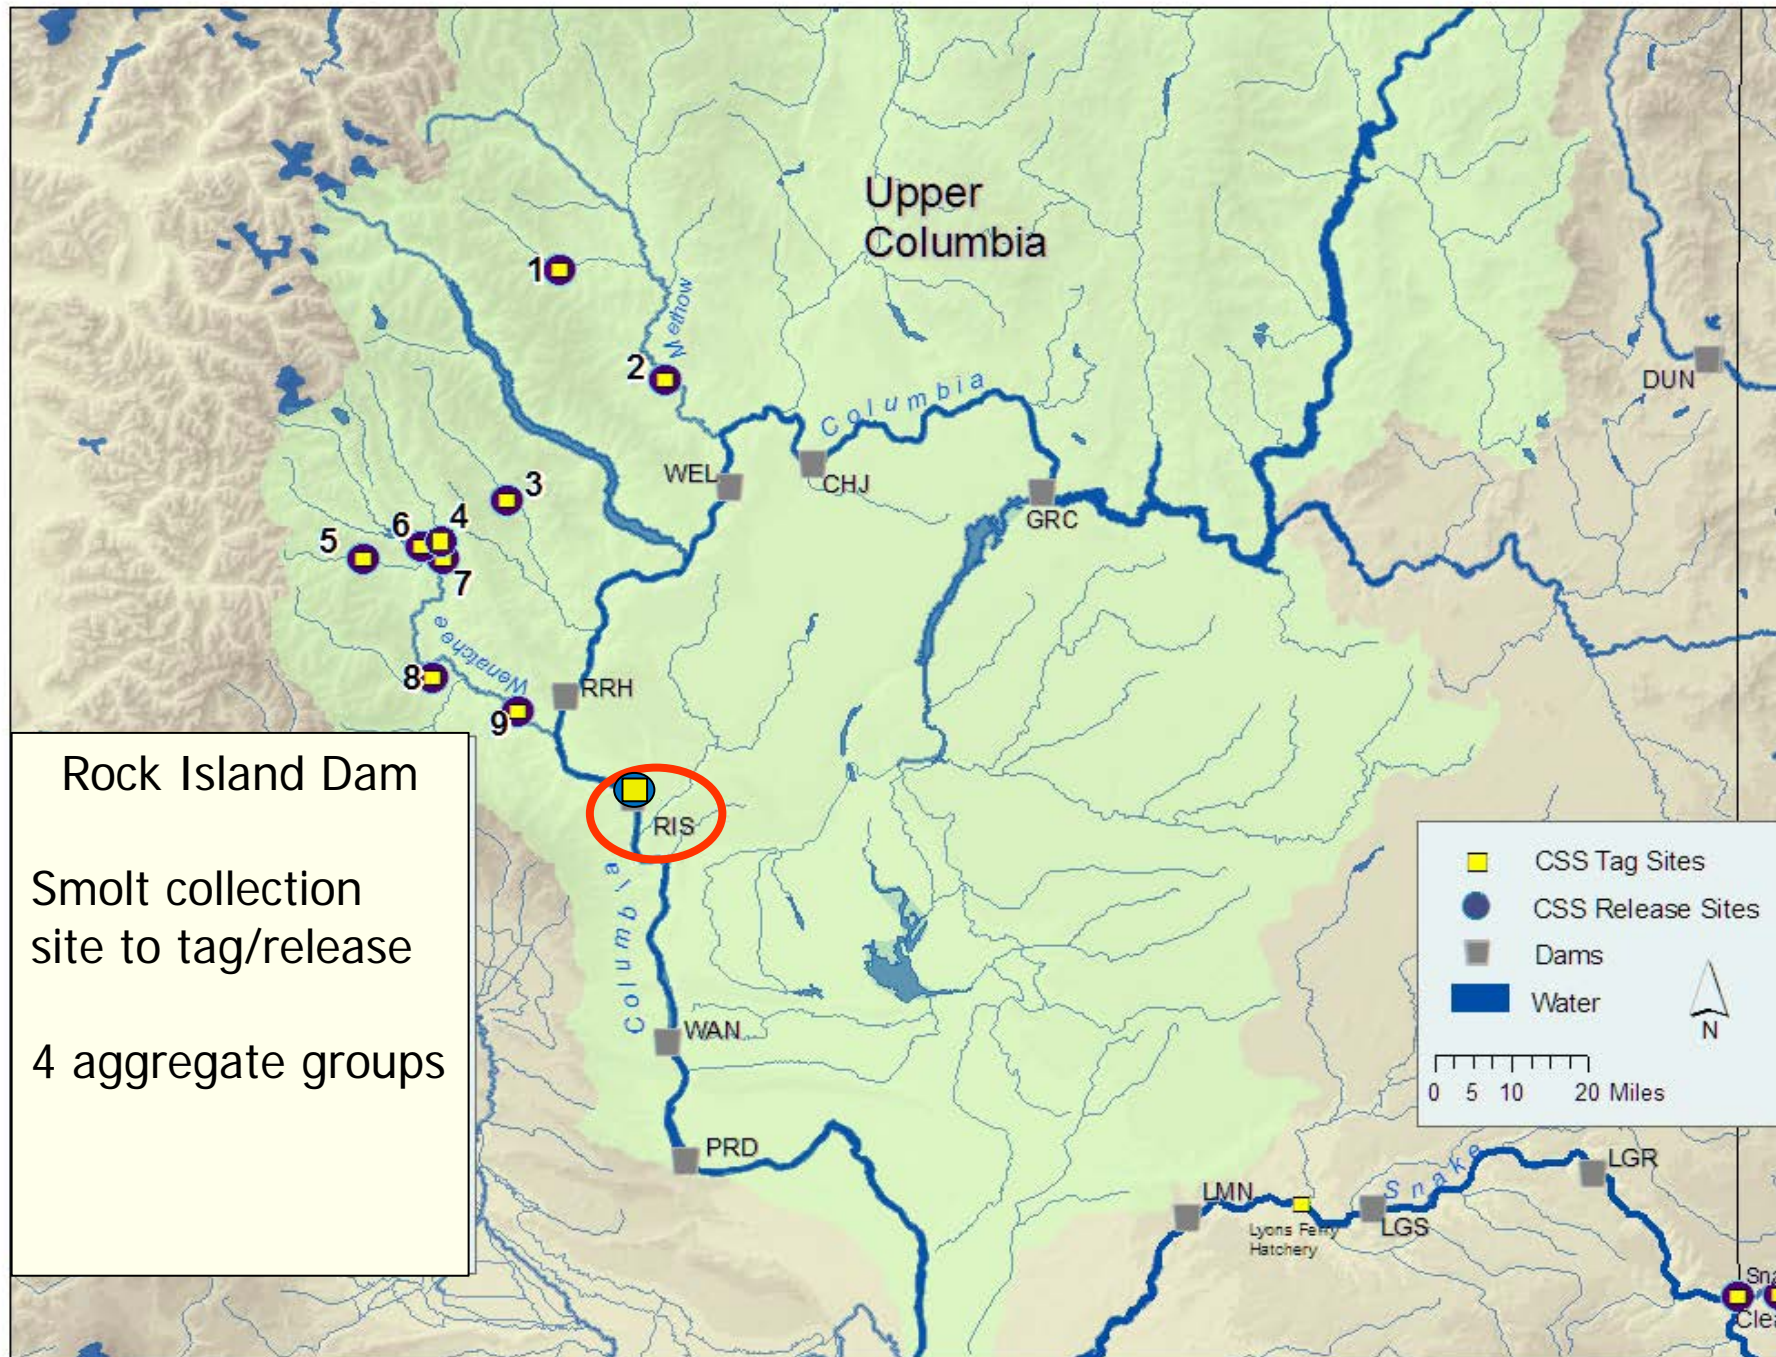 Upper
Columbia
1
Methow
2
Columbia
DUN
WEL
CHJ
GRC
3
4
5
6
7
Wenatchee
8
RRH
9
Rock Island Dam
Smolt collection
site to tag/release
4 aggregate groups
RIS
Columbia
WAN
PRD
CSS Tag Sites
CSS Release Sites
Dams
Water
N
0 5 10 20 Miles
LMN
Snake
LGR
LGS
Lyons Ferry
Hatchery
Sna
Clea